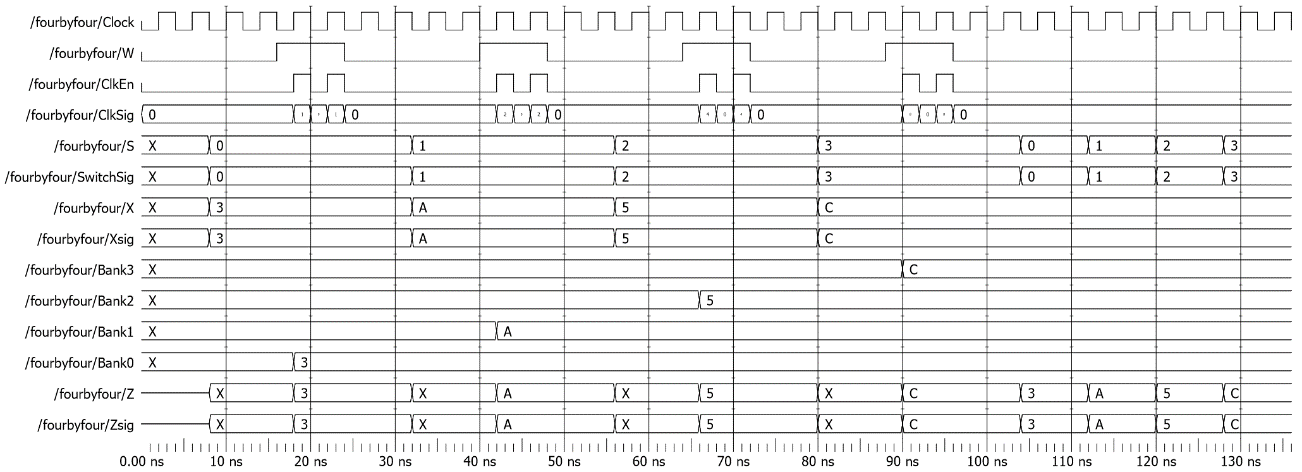 /fourbyfour/Clock
/fourbyfour/W
/fourbyfour/ClkEn
/fourbyfour/ClkSig 0 0 0 0 0
/fourbyfour/S X 0 1 2 3 0 1 2 3
/fourbyfour/SwitchSig X 0 1 2 3 0 1 2 3
/fourbyfour/X X 3 A 5 C
/fourbyfour/Xsig X 3 A 5 C
/fourbyfour/Bank3 X C
/fourbyfour/Bank2 X 5
/fourbyfour/Bank1 X A
/fourbyfour/Bank0 X 3
/fourbyfour/Z X 3 X A X 5 X C 3 A 5 C
/fourbyfour/Zsig X 3 X A X 5 X C 3 A 5 C
0.00 ns 10 ns 20 ns 30 ns 40 ns 50 ns 60 ns 70 ns 80 ns 90 ns 100 ns 110 ns 120 ns 130 ns